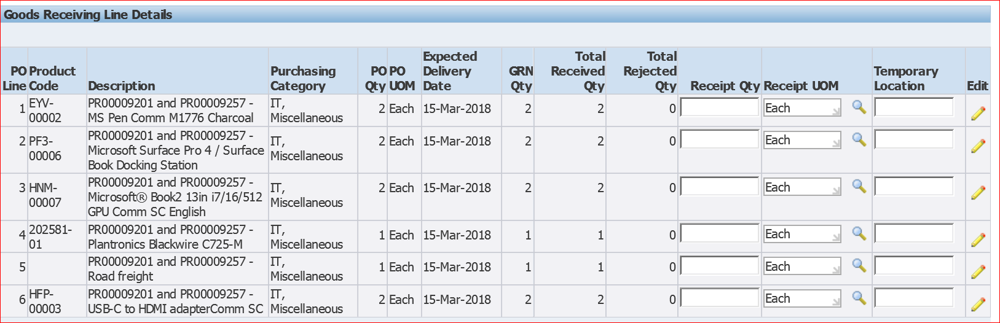 Goods Receiving Line Details
PO Line Product Code Description Purchasing Category PO Qty PO UOM Expected Delivery Date GRN Qty Total Received Qty Total Rejected Qty Receipt Qty Receipt UOM Temporary Location Edit
1 EYV-00002 PR00009201 and PR00009257 - MS Pen Comm M1776 Charcoal IT, Miscellaneous 2 Each 15-Mar-2018 2 2 0 Each
2 PF3-00006 PR00009201 and PR00009257 - Microsoft Surface Pro 4 / Surface Book Docking Station IT, Miscellaneous 2 Each 15-Mar-2018 2 2 0 Each
3 HNM-00007 PR00009201 and PR00009257 - Microsoft® Book2 13in i7/16/512 GPU Comm SC English IT, Miscellaneous 2 Each 15-Mar-2018 2 2 0 Each
4 202581-01 PR00009201 and PR00009257 - Plantronics Blackwire C725-M IT, Miscellaneous 1 Each 15-Mar-2018 1 1 0 Each
5 PR00009201 and PR00009257 - Road freight IT, Miscellaneous 1 Each 15-Mar-2018 1 1 0 Each
6 HFP-00003 PR00009201 and PR00009257 - USB-C to HDMI adapterComm SC IT, Miscellaneous 2 Each 15-Mar-2018 2 2 0 Each